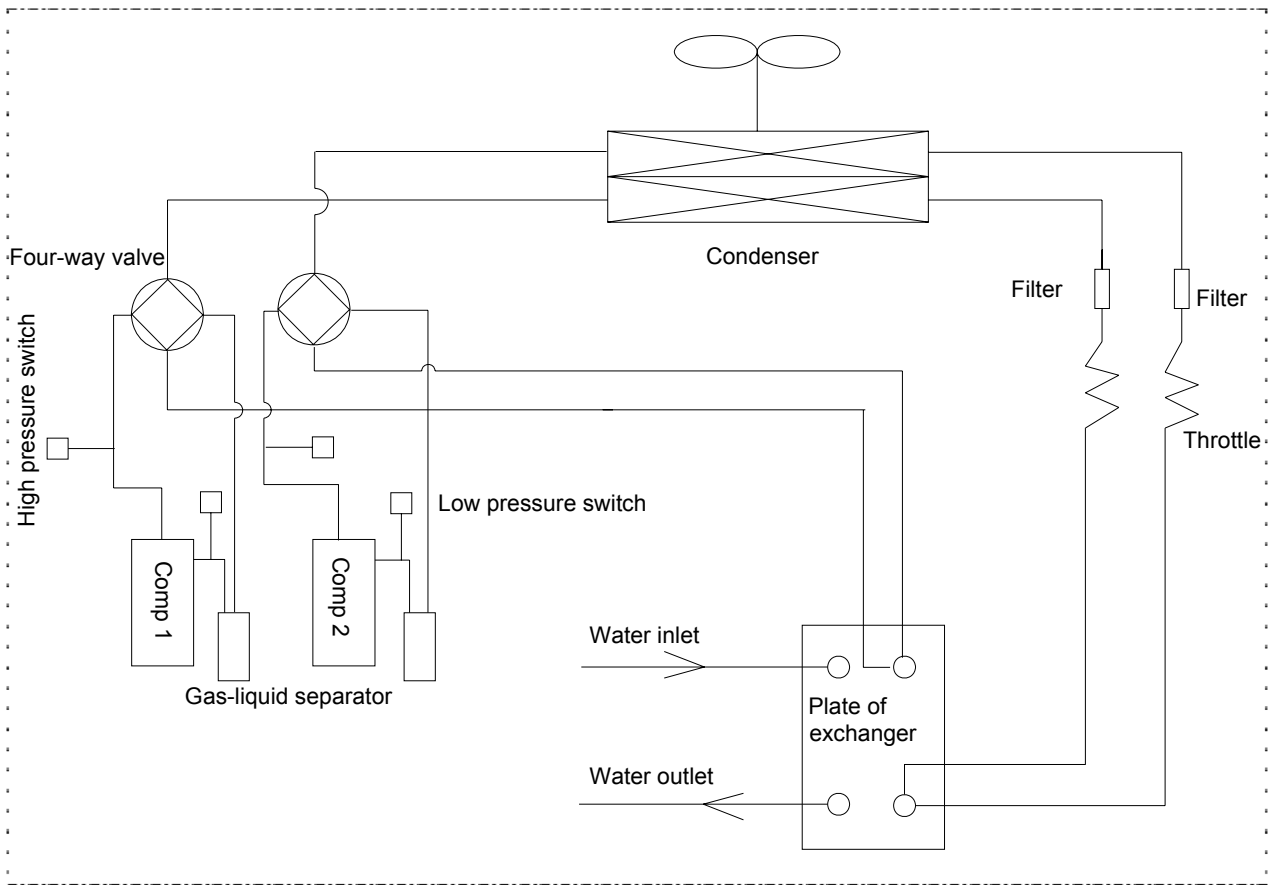 Condenser
Four-way valve
Filter
Filter
High pressure switch
Throttle
Low pressure switch
Comp 1
Comp 2
Water inlet
Gas-liquid separator
Plate of
exchanger
Water outlet